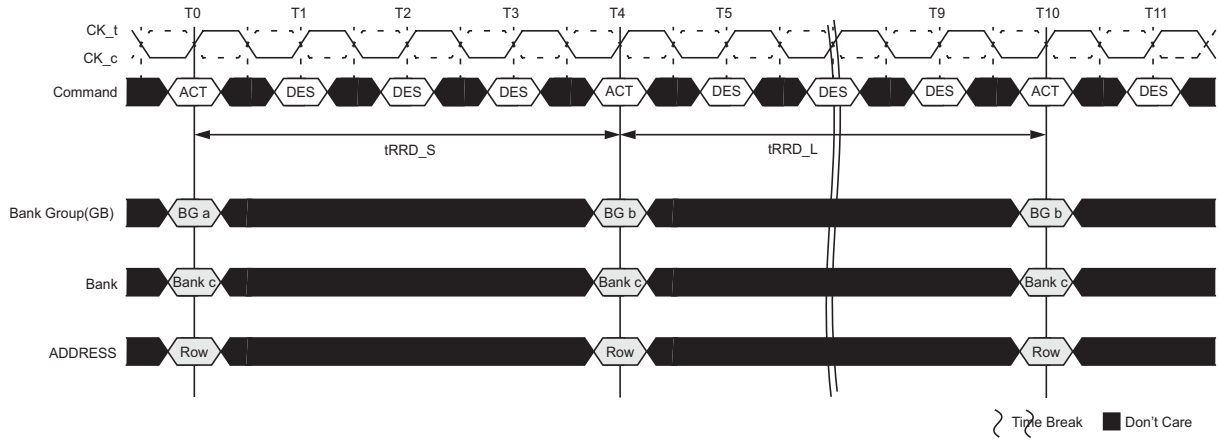 T0 T1 T2 T3 T4 T5 T9 T10 T11
CK_t
CK_c
Command ACT DES DES DES ACT DES DES DES ACT DES
tRRD_S tRRD_L
Bank Group(GB) BG a BG b BG b
Bank Bank c Bank c Bank c
ADDRESS Row Row Row
Time Break Don't Care